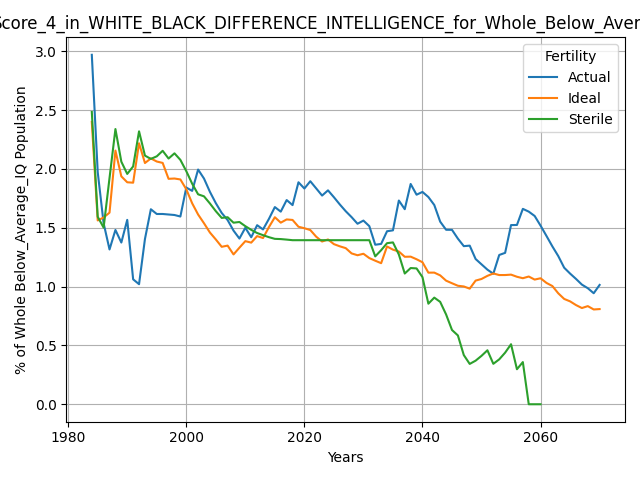 Score_4_in_WHITE_BLACK_DIFFERENCE_INTELLIGENCE_for_Whole_Below_Aver
3.0
2.5
2.0
1.5
1.0
0.5
0.0
% of Whole Below_Average_IQ Population
Fertility
Actual
Ideal
Sterile
1980
2000
2020
2040
2060
Years